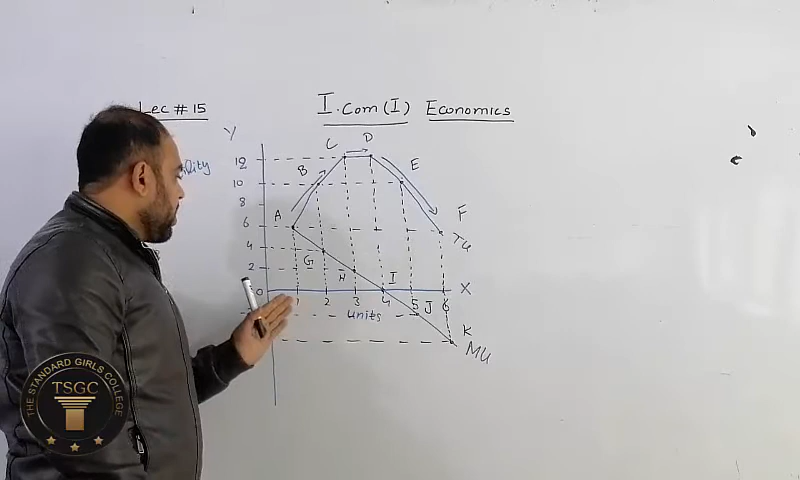 Lec # 15
I.Com (I) Economics
Y
C D
12
B E
10
8
A F
6
TU
4
G
2
H I
0 X
1 2 3 4 5 J 6
units
K
MU
THE STANDARD GIRLS COLLEGE
TSGC